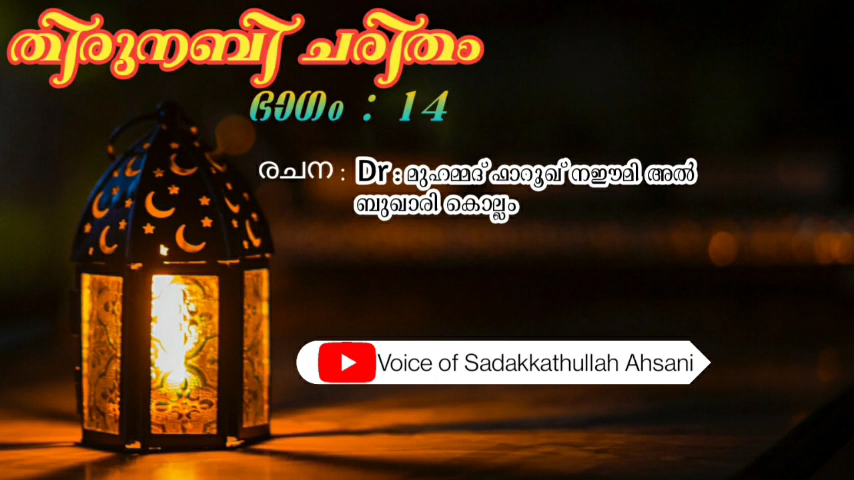 തിരുനബി ചരിതം
ഭാഗം : 14
രചന : Dr : മുഹമ്മദ് ഫാറൂഖ് നഈമി അൽ
ബുഖാരി കൊല്ലം
Voice of Sadakkathullah Ahsani